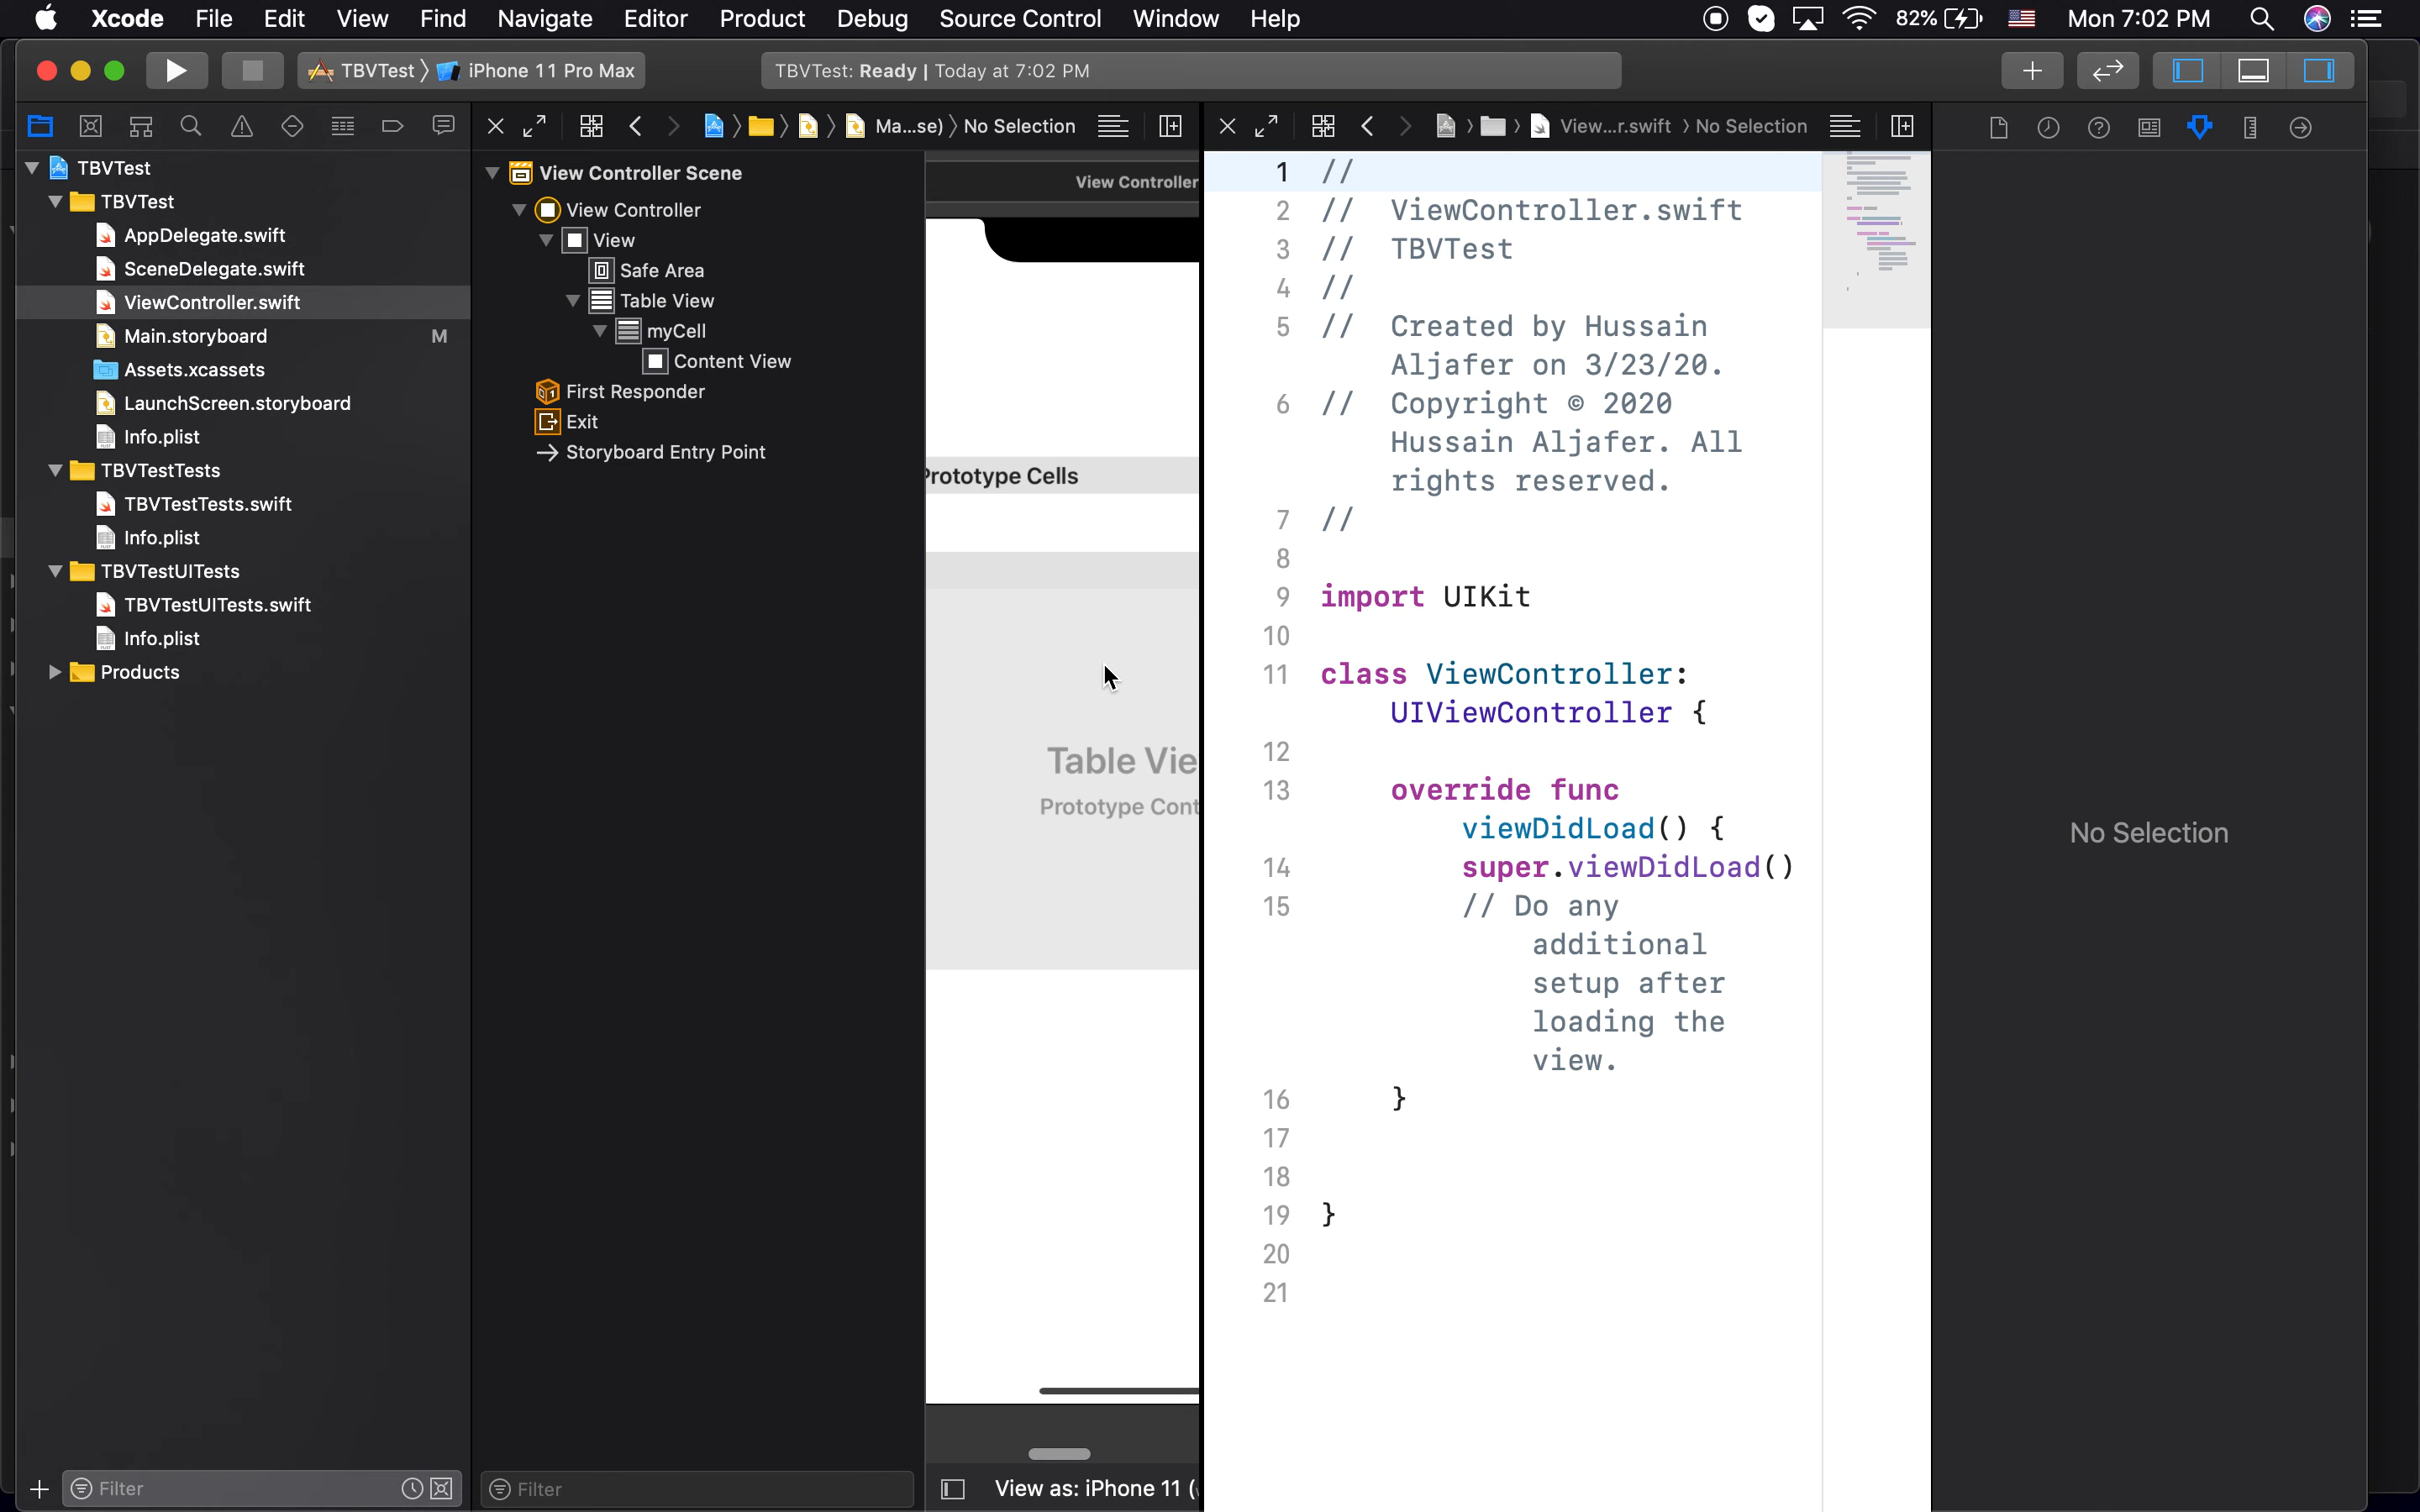 Xcode File Edit View Find Navigate Editor Product Debug Source Control Window Help 82% Mon 7:02 PM
TBVTest iPhone 11 Pro Max TBVTest: Ready | Today at 7:02 PM
Ma...se) No Selection View...r.swift No Selection
TBVTest
TBVTest
AppDelegate.swift
SceneDelegate.swift
ViewController.swift
Main.storyboard M
Assets.xcassets
LaunchScreen.storyboard
Info.plist
TBVTestTests
TBVTestTests.swift
Info.plist
TBVTestUITests
TBVTestUITests.swift
Info.plist
Products
Filter
View Controller Scene
View Controller
View
Safe Area
Table View
myCell
Content View
First Responder
Exit
Storyboard Entry Point
Filter
View Controller
Prototype Cells
Table Vie
Prototype Cont
View as: iPhone 11 (
1 //
2 // ViewController.swift
3 // TBVTest
4 //
5 // Created by Hussain
Aljafer on 3/23/20.
6 // Copyright © 2020
Hussain Aljafer. All
rights reserved.
7 //
8
9 import UIKit
10
11 class ViewController:
UIViewController {
12
13 override func
viewDidLoad() {
14 super.viewDidLoad()
15 // Do any
additional
setup after
loading the
view.
16 }
17
18
19 }
20
21
No Selection